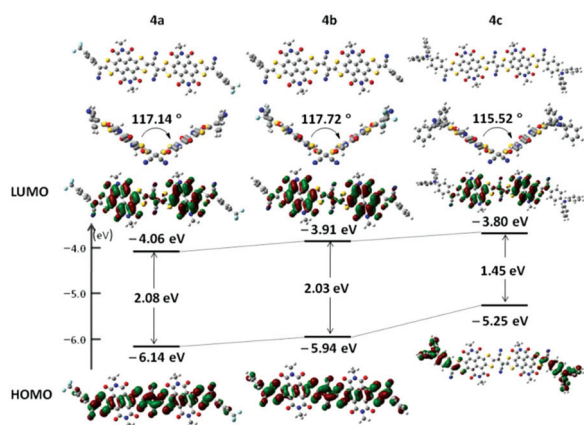 4a 4b 4c
117.14 ° 117.72 ° 115.52 °
LUMO
(eV)
−4.06 eV −3.91 eV −3.80 eV
-4.0
2.08 eV 2.03 eV 1.45 eV
-5.0
−5.25 eV
-6.0
−6.14 eV −5.94 eV
HOMO